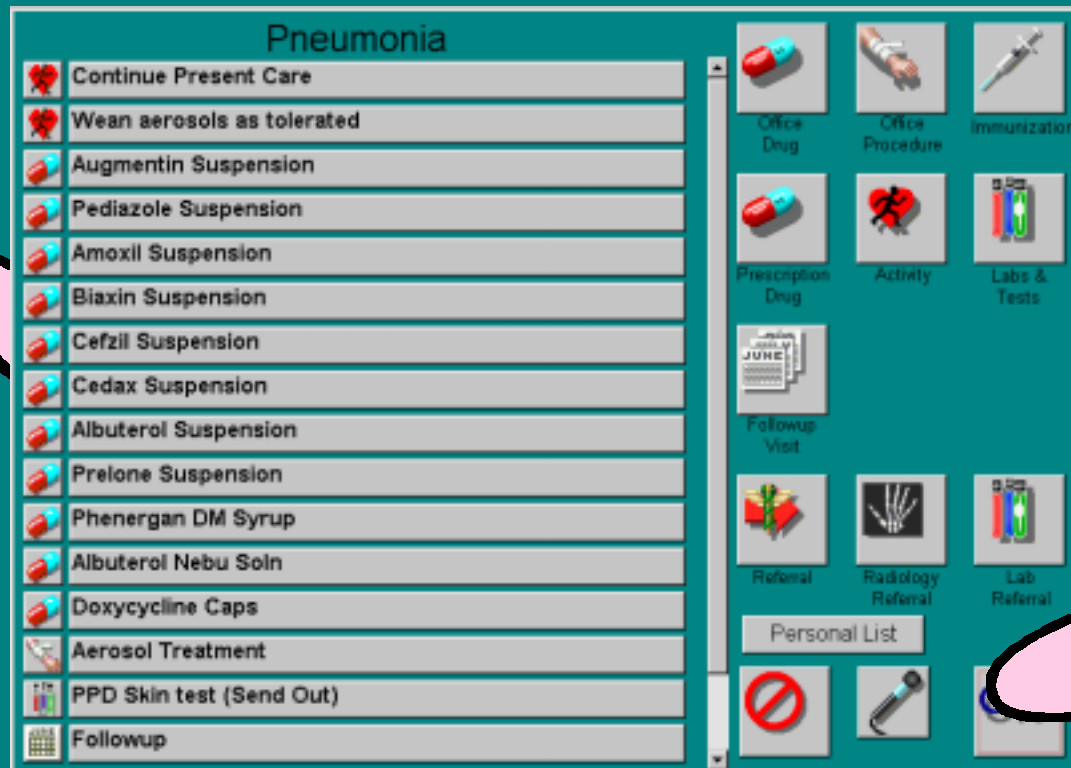 Pneumonia
Continue Present Care
Wean aerosols as tolerated
Augmentin Suspension
Pediazole Suspension
Amoxil Suspension
Biaxin Suspension
Cefzil Suspension
Cedax Suspension
Albuterol Suspension
Prelone Suspension
Phenergan DM Syrup
Albuterol Nebu Soln
Doxycycline Caps
Aerosol Treatment
PPD Skin test (Send Out)
Followup
Office
Drug
Office
Procedure
Immunization
Prescription
Drug
Activity
Labs &
Tests
JUNE
Followup
Visit
Referral
Radiology
Referral
Lab
Referral
Personal List